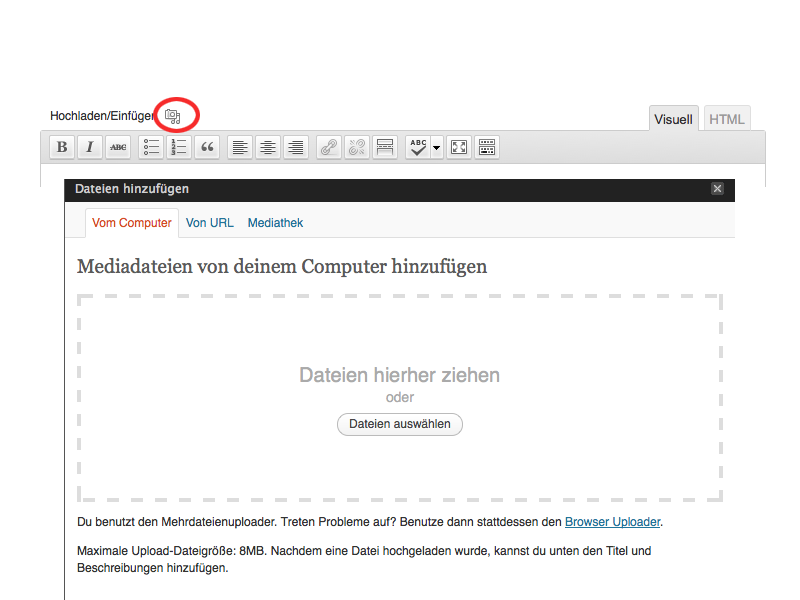 Hochladen/Einfügen
Visuell
HTML
B I ABC ABC
Dateien hinzufügen
Vom Computer Von URL Mediathek
Mediadateien von deinem Computer hinzufügen
Dateien hierher ziehen
oder
Dateien auswählen
Du benutzt den Mehrdateienuploader. Treten Probleme auf? Benutze dann stattdessen den Browser Uploader.
Maximale Upload-Dateigröße: 8MB. Nachdem eine Datei hochgeladen wurde, kannst du unten den Titel und
Beschreibungen hinzufügen.